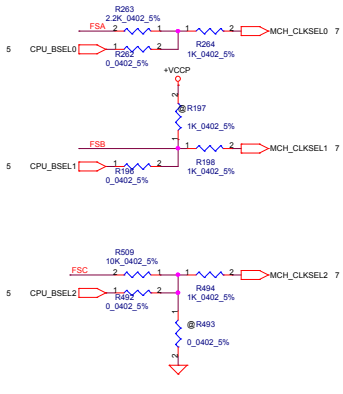 R263
2.2K_0402_5%
FSA 2 1 1 2 MCH_CLKSEL0 7
5 CPU_BSEL0 1 2 R264
R262 1K_0402_5%
0_0402_5%
+VCCP
2
@R197
1K_0402_5%
1
FSB 1 2 MCH_CLKSEL1 7
5 CPU_BSEL1 1 2 R198
R196 1K_0402_5%
0_0402_5%
R509
10K_0402_5%
FSC 2 1 1 2 MCH_CLKSEL2 7
R494
5 CPU_BSEL2 1 2 1K_0402_5%
R492
0_0402_5%
1
@R493
0_0402_5%
2